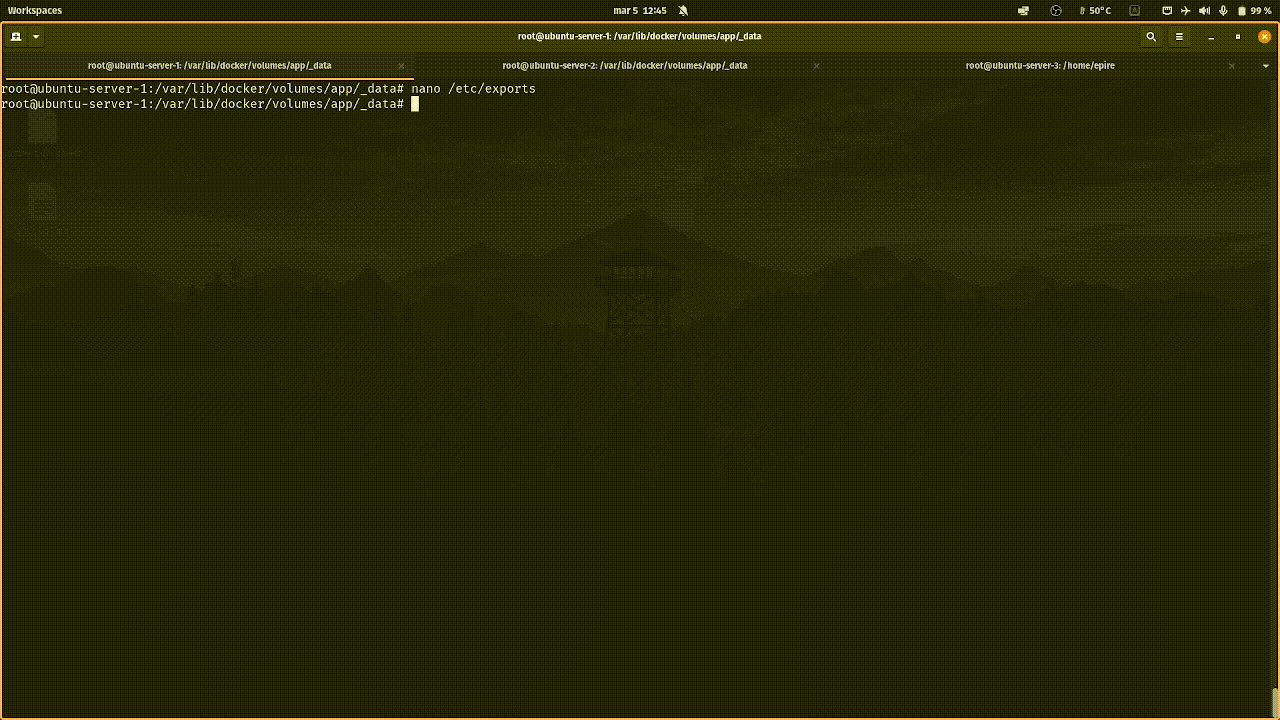 Workspaces
mar 5 12:45
50°C
99 %
root@ubuntu-server-1: /var/lib/docker/volumes/app/_data
root@ubuntu-server-1: /var/lib/docker/volumes/app/_data
root@ubuntu-server-2: /var/lib/docker/volumes/app/_data
root@ubuntu-server-3: /home/epire
root@ubuntu-server-1:/var/lib/docker/volumes/app/_data# nano /etc/exports
root@ubuntu-server-1:/var/lib/docker/volumes/app/_data#